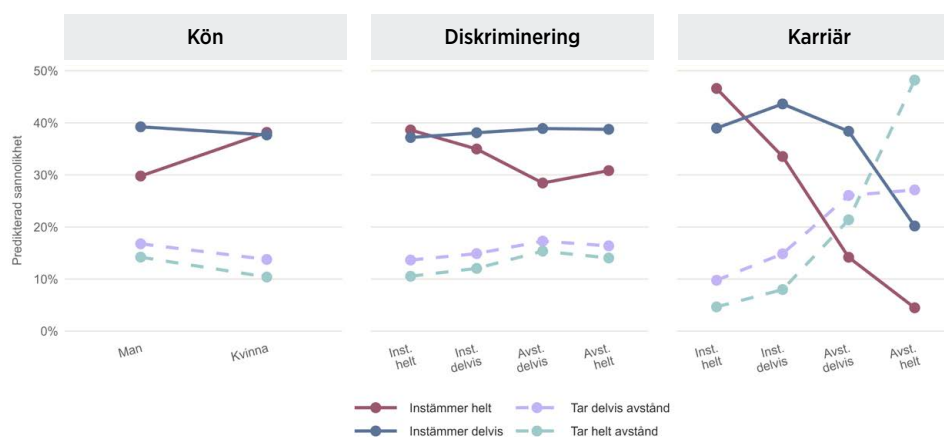 Kön
Diskriminering
Karriär
Predikterad sannolikhet
50%
40%
30%
20%
10%
0%
Man
Kvinna
Inst. helt
Inst. delvis
Avst. delvis
Avst. helt
Inst. helt
Inst. delvis
Avst. delvis
Avst. helt
Instämmer helt
Tar delvis avstånd
Instämmer delvis
Tar helt avstånd